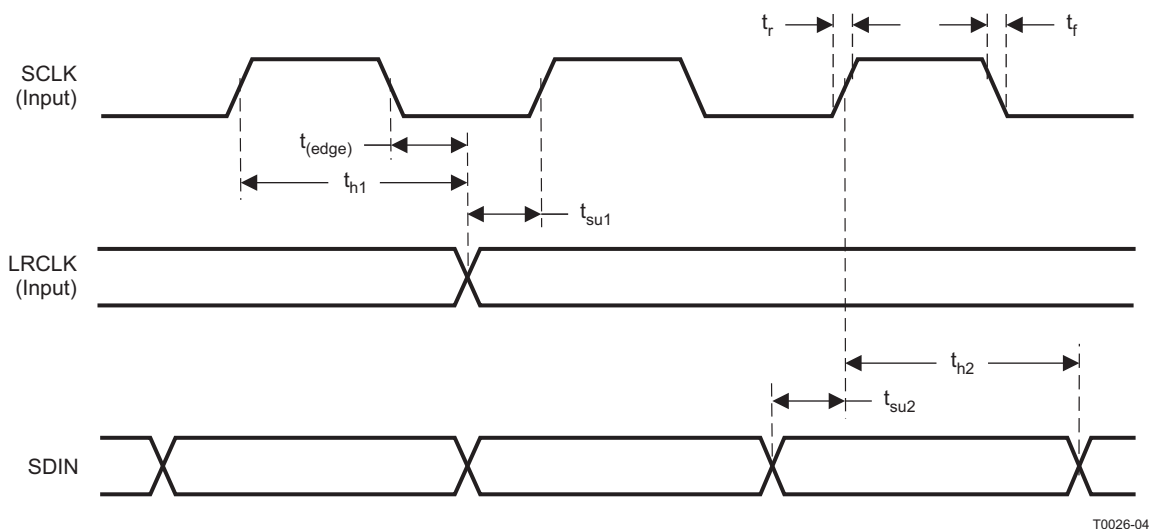 t_r
t_f
SCLK
(Input)
t_(edge)
t_h1
t_su1
LRCLK
(Input)
t_h2
t_su2
SDIN
T0026-04